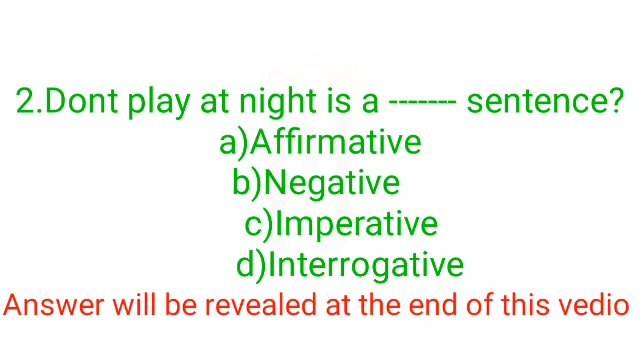 2.Dont play at night is a ------- sentence?
a)Affirmative
b)Negative
c)Imperative
d)Interrogative
Answer will be revealed at the end of this vedio